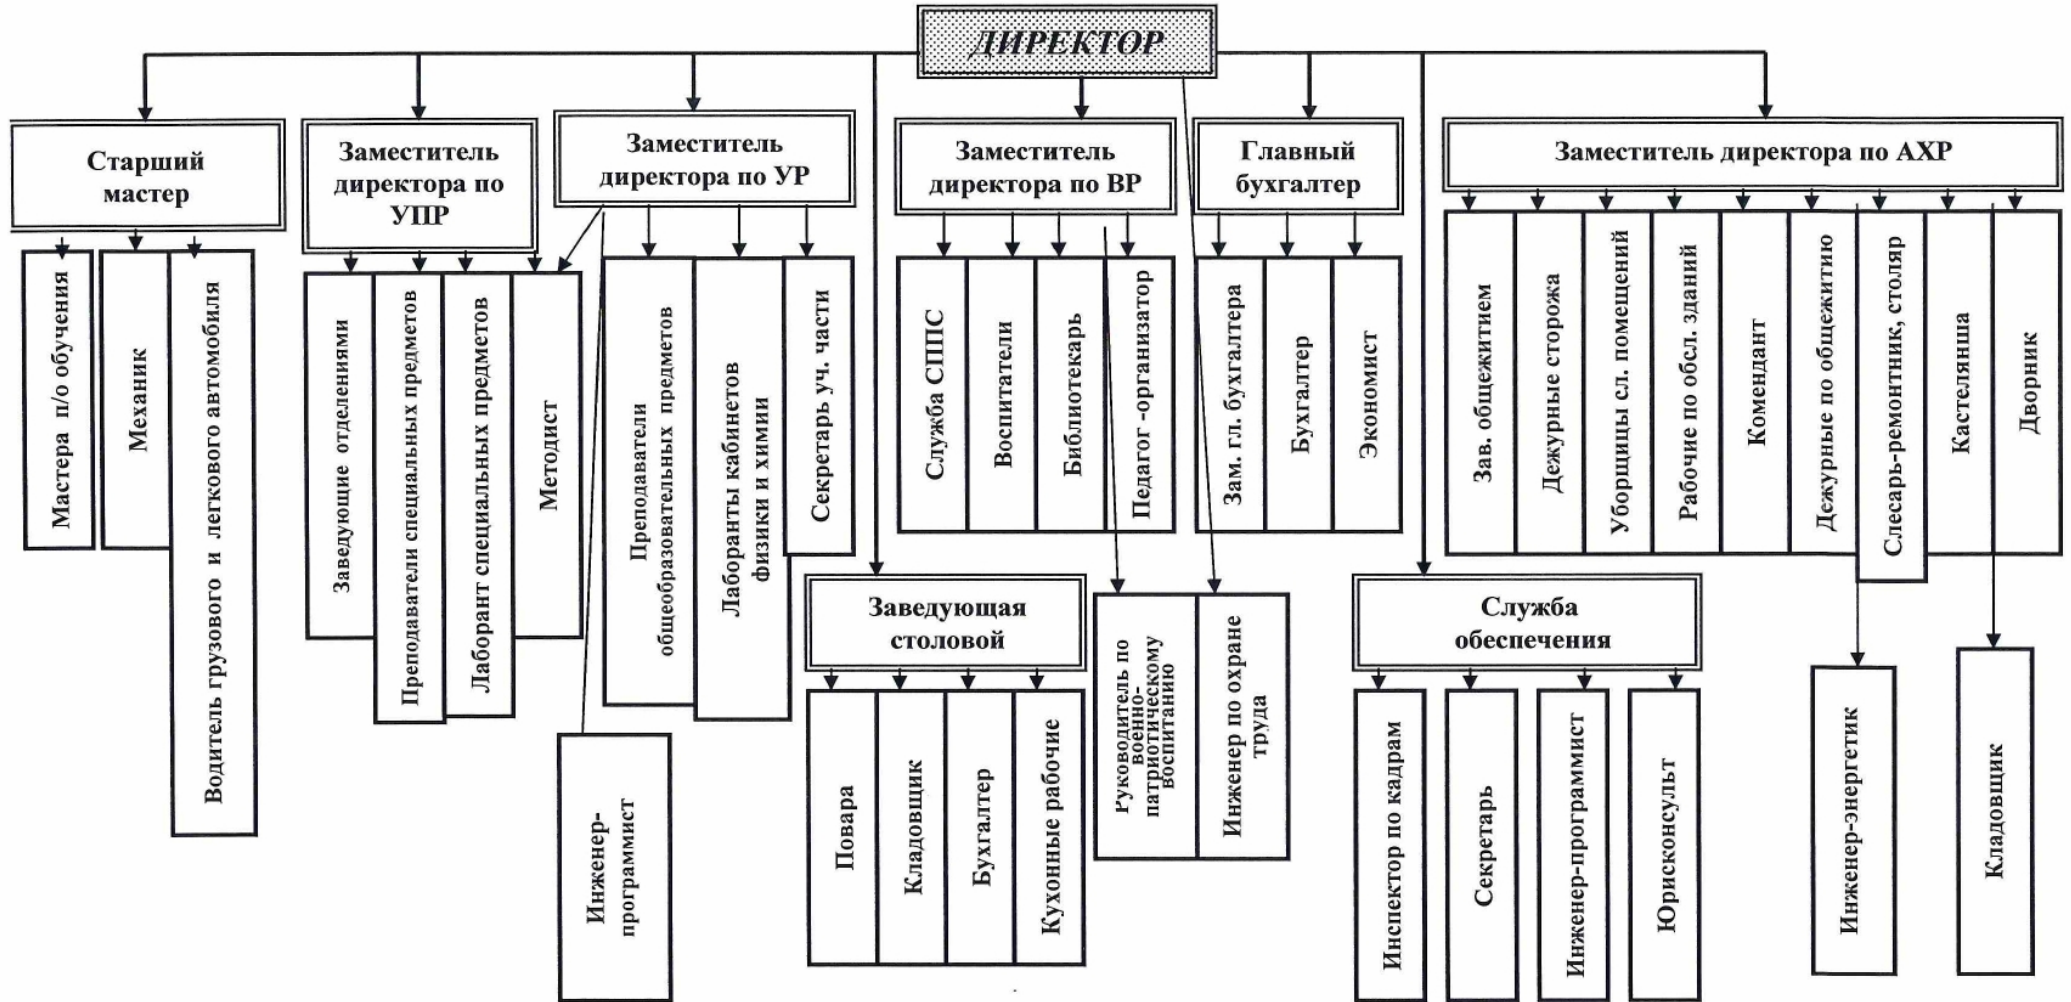 ДИРЕКТОР
Старший
мастер
Заместитель
директора по
УПР
Заместитель
директора по УР
Заместитель
директора по ВР
Главный
бухгалтер
Заместитель директора по АХР
Мастера п/о обучения
Механик
Водитель грузового и легкового автомобиля
Заведующие отделениями
Преподаватели специальных предметов
Лаборант специальных предметов
Методист
Преподаватели
общеобразовательных предметов
Лаборанты кабинетов
физики и химии
Секретарь уч. части
Служба СППС
Воспитатели
Библиотекарь
Педагог -организатор
Зам. гл. бухгалтера
Бухгалтер
Экономист
Зав. общежитием
Дежурные сторожа
Уборщицы сл. помещений
Рабочие по обсл. зданий
Комендант
Дежурные по общежитию
Слесарь-ремонтник, столяр
Кастелянша
Дворник
Инженер-
программист
Заведующая
столовой
Повара
Кладовщик
Бухгалтер
Кухонные рабочие
Руководитель по
военно-
патриотическому
воспитанию
Инженер по охране
труда
Служба
обеспечения
Инспектор по кадрам
Секретарь
Инженер-программист
Юрисконсульт
Инженер-энергетик
Кладовщик